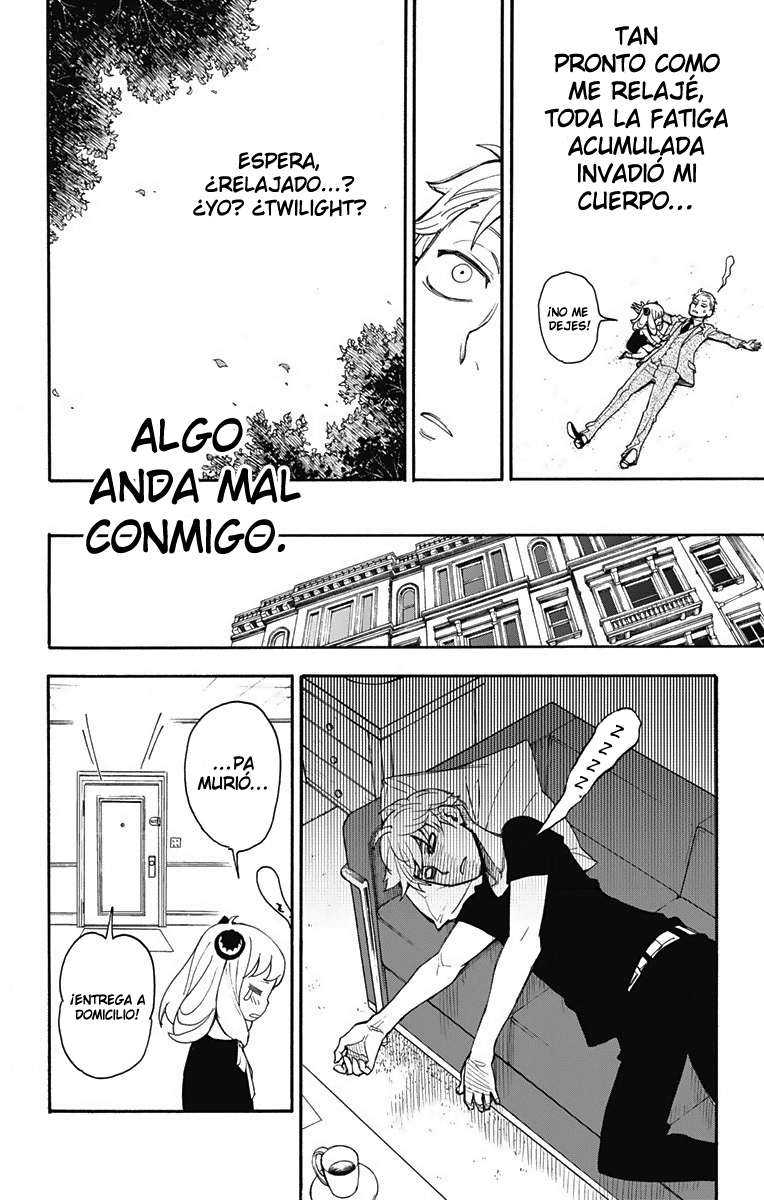 TAN
PRONTO COMO
ME RELAJÉ,
TODA LA FATIGA
ACUMULADA
INVADIÓ MI
CUERPO...
¡NO ME
DEJES!
ESPERA,
¿RELAJADO...?
¿YO? ¿TWILIGHT?
ALGO
ANDA MAL
CONMIGO.
Z Z Z Z Z
...PA
MURIÓ...
Z
¡ENTREGA A
DOMICILIO!